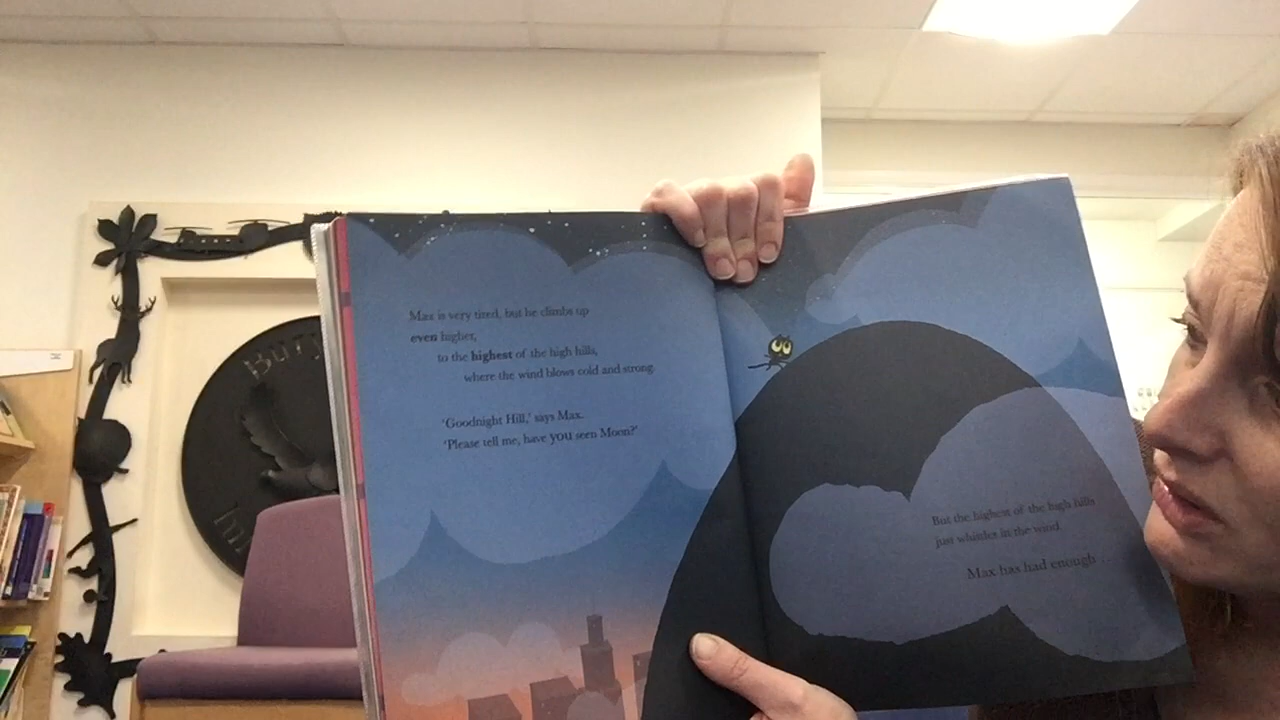 Max is very tired, but he climbs up
even higher,
to the highest of the high hills,
where the wind blows cold and strong.
'Goodnight Hill,' says Max.
'Please tell me, have you seen Moon?'
But the highest of the high hills
just whistles in the wind.
Max has had enough . . .
Bury